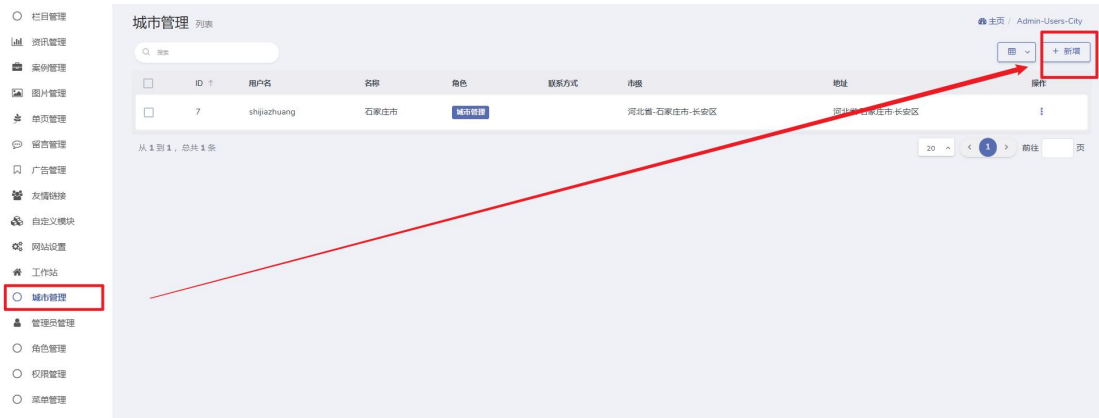 栏目管理
资讯管理
案例管理
图片管理
单页管理
留言管理
广告管理
友情链接
自定义模块
网站设置
工作站
城市管理
管理员管理
角色管理
权限管理
菜单管理
城市管理 列表
主页 / Admin-Users-City
搜索
+ 新增
ID ↑ 用户名 名称 角色 联系方式 市级 地址 操作
7 shijiazhuang 石家庄市 城市管理 河北省-石家庄市-长安区 河北省石家庄市长安区
从 1 到 1 ，总共 1 条
20 < 1 > 前往 页